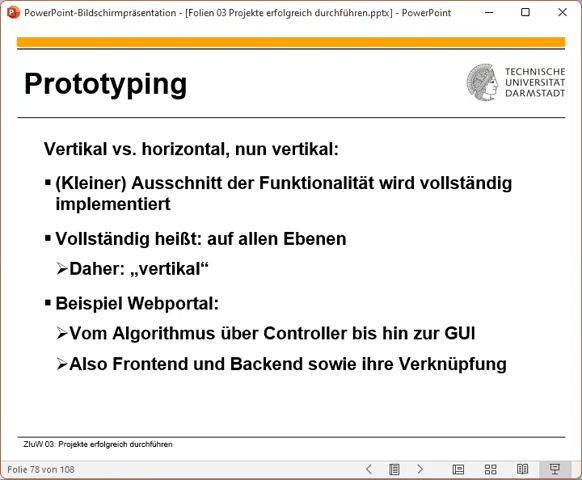 PowerPoint-Bildschirmpräsentation - [Folien 03 Projekte erfolgreich durchführen.pptx] - PowerPoint
Prototyping
TECHNISCHE
UNIVERSITÄT
DARMSTADT
Vertikal vs. horizontal, nun vertikal:
▪ (Kleiner) Ausschnitt der Funktionalität wird vollständig
implementiert
▪ Vollständig heißt: auf allen Ebenen
➢Daher: „vertikal“
▪ Beispiel Webportal:
➢Vom Algorithmus über Controller bis hin zur GUI
➢Also Frontend und Backend sowie ihre Verknüpfung
ZIuW 03: Projekte erfolgreich durchführen
Folie 78 von 108